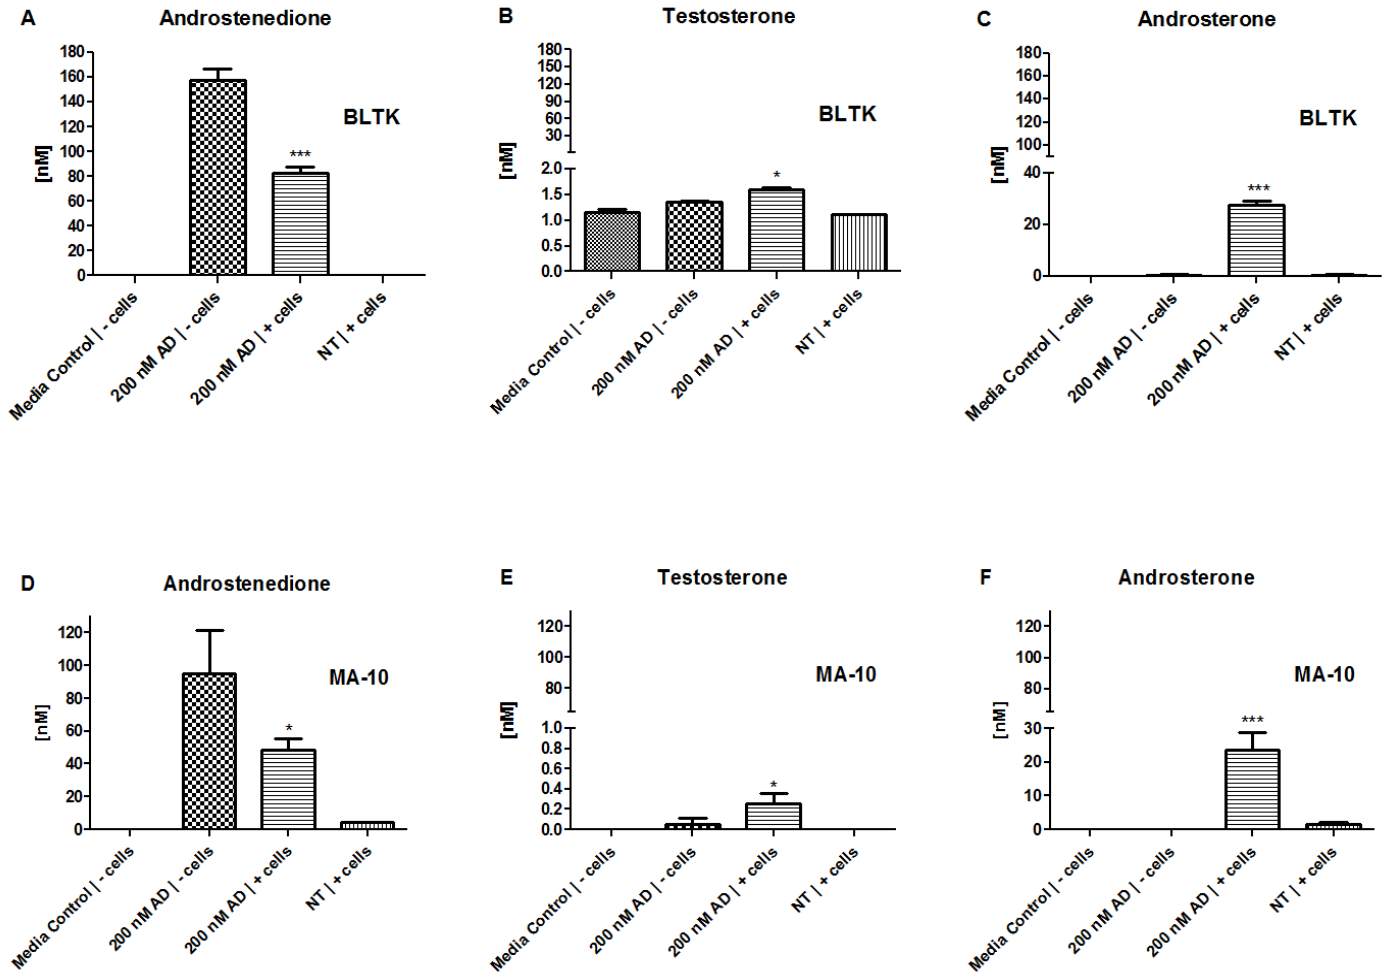 A Androstenedione
180
160
140
120
100
80
60
40
20
0
[nM]
BLTK
***
Media Control | - cells
200 nM AD | - cells
200 nM AD | + cells
NT | + cells
B Testosterone
180
150
120
90
60
30
2.0
1.5
1.0
0.5
0.0
[nM]
BLTK
*
Media Control | - cells
200 nM AD | - cells
200 nM AD | + cells
NT | + cells
C Androsterone
180
160
140
120
100
40
20
0
[nM]
BLTK
***
Media Control | - cells
200 nM AD | - cells
200 nM AD | + cells
NT | + cells
D Androstenedione
120
100
80
60
40
20
0
[nM]
MA-10
*
Media Control | - cells
200 nM AD | - cells
200 nM AD | + cells
NT | + cells
E Testosterone
120
100
80
1.0
0.8
0.6
0.4
0.2
0.0
[nM]
MA-10
*
Media Control | - cells
200 nM AD | - cells
200 nM AD | + cells
NT | + cells
F Androsterone
120
100
80
30
20
10
0
[nM]
MA-10
***
Media Control | - cells
200 nM AD | - cells
200 nM AD | + cells
NT | + cells